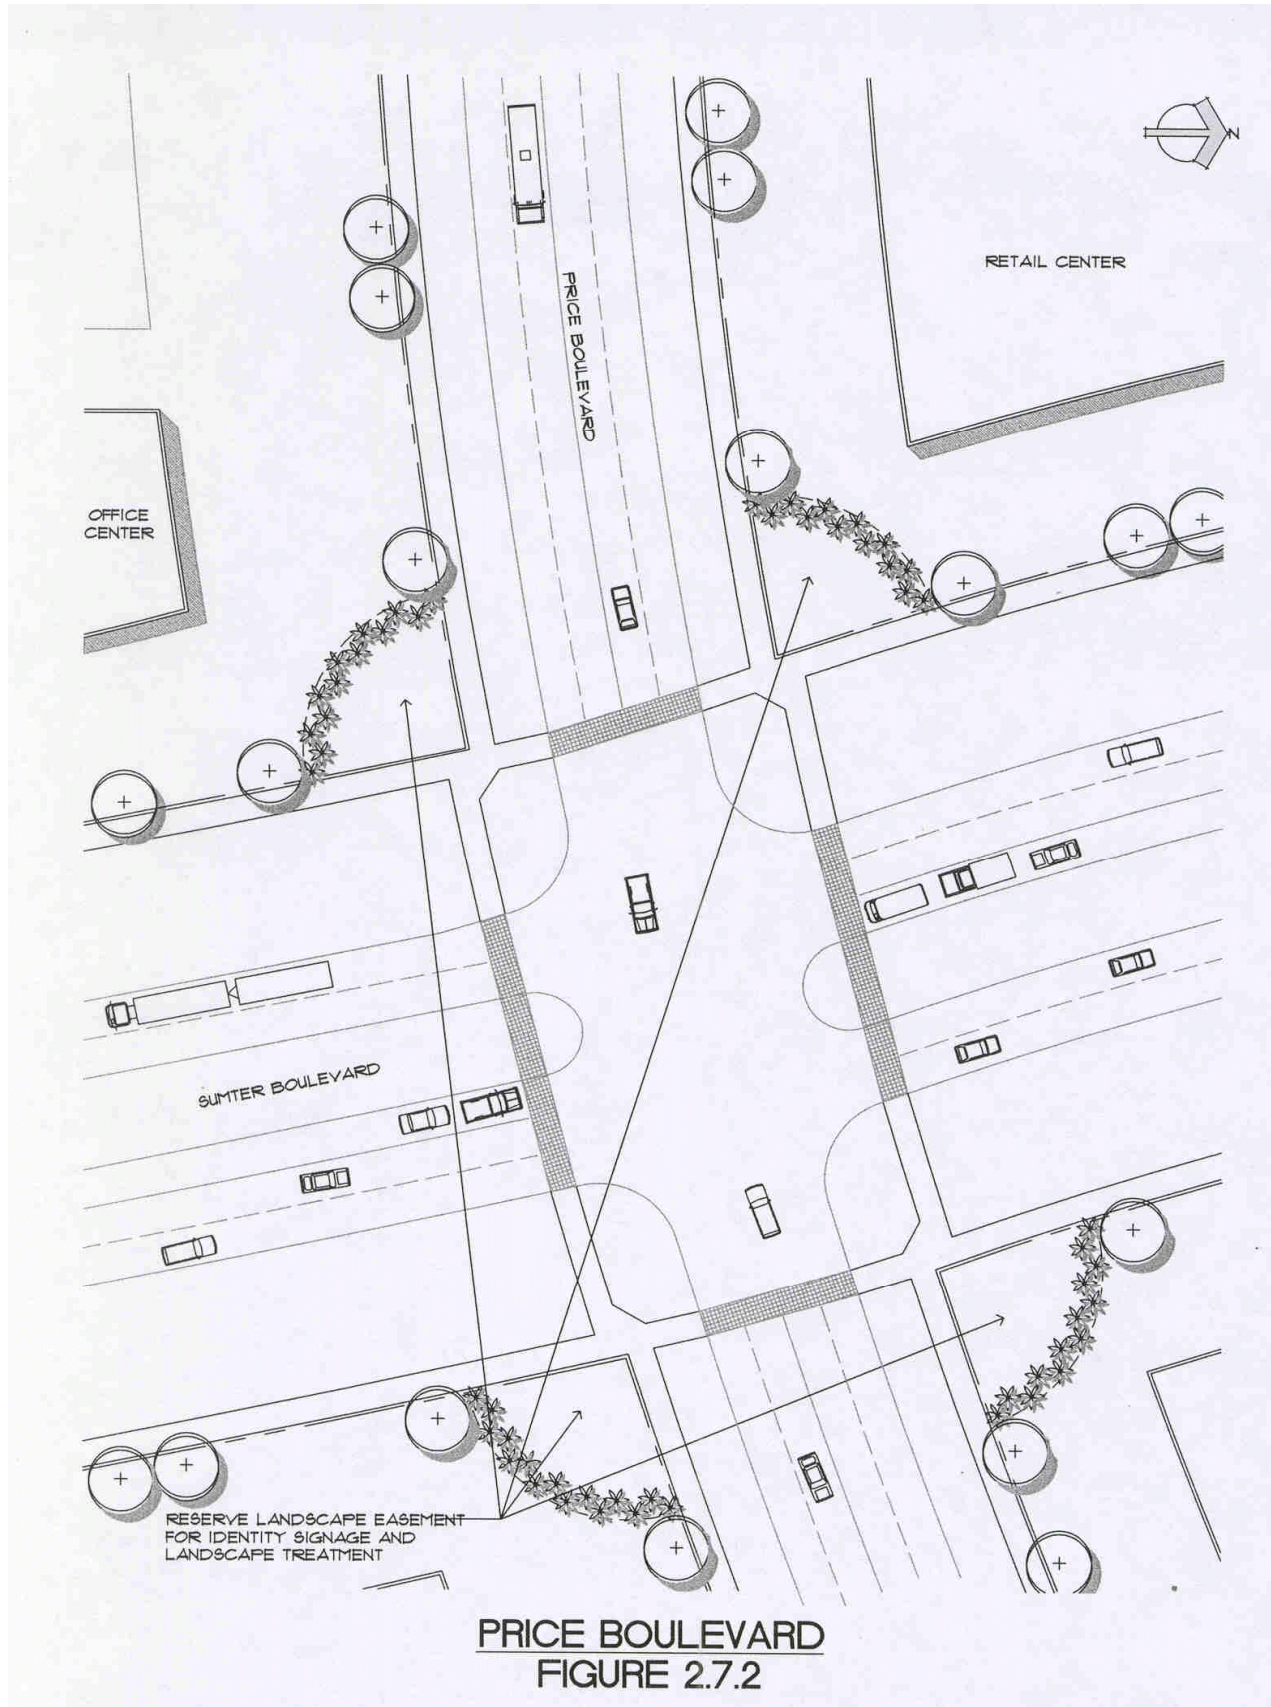 N
RETAIL CENTER
PRICE BOULEVARD
OFFICE
CENTER
SUMTER BOULEVARD
RESERVE LANDSCAPE EASEMENT
FOR IDENTITY SIGNAGE AND
LANDSCAPE TREATMENT
PRICE BOULEVARD
FIGURE 2.7.2